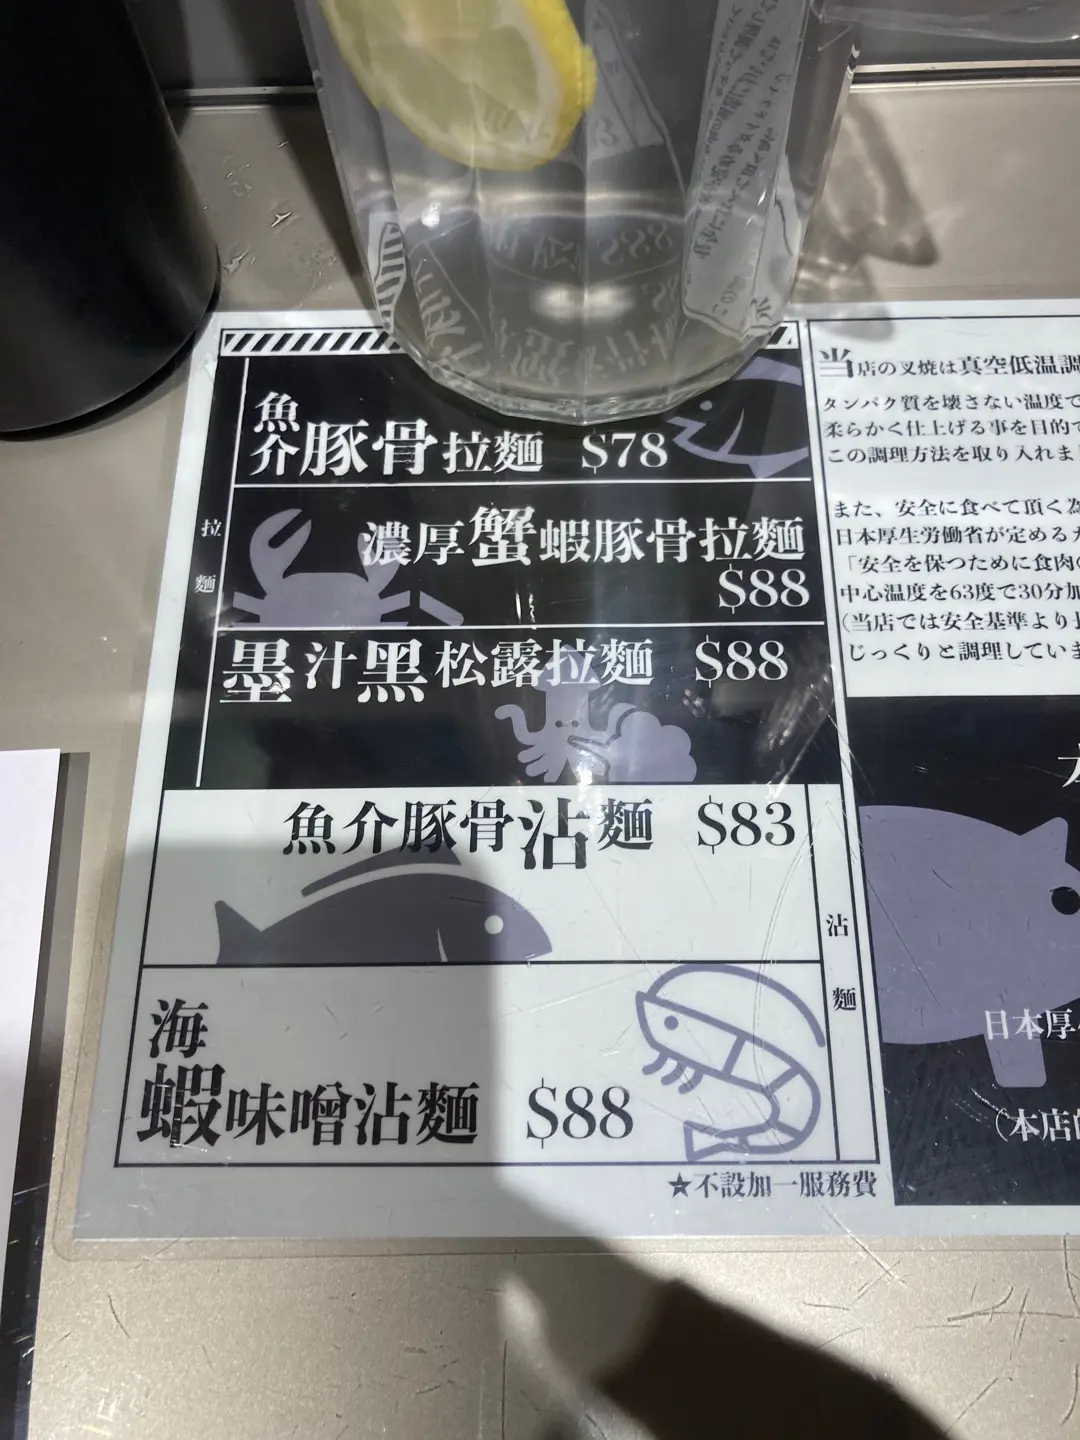 拉麵
魚介豚骨拉麵 $78
濃厚蟹蝦豚骨拉麵
$88
墨汁黑松露拉麵 $88
魚介豚骨沾麵 $83
沾麵
海蝦味噌沾麵 $88
★不設加一服務費
当店の叉焼は真空低温調
タンパク質を壊さない温度で
柔らかく仕上げる事を目的で
この調理方法を取り入れま
また、安全に食べて頂く為
日本厚生労働省が定める
「安全を保つために食肉の
中心温度を63度で30分加
（当店では安全基準より長
じっくりと調理していま
日本厚
（本店的